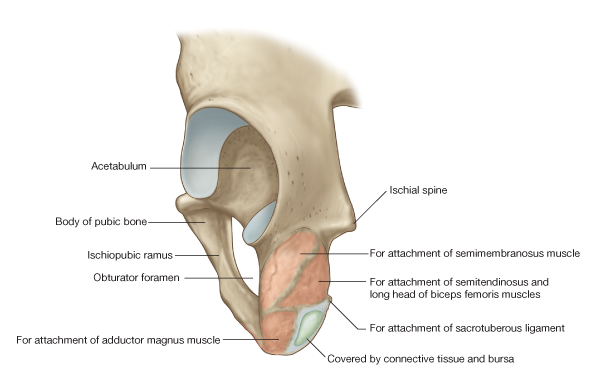 Acetabulum
Ischial spine
Body of pubic bone
Ischiopubic ramus
For attachment of semimembranosus muscle
Obturator foramen
For attachment of semitendinosus and
long head of biceps femoris muscles
For attachment of sacrotuberous ligament
For attachment of adductor magnus muscle
Covered by connective tissue and bursa